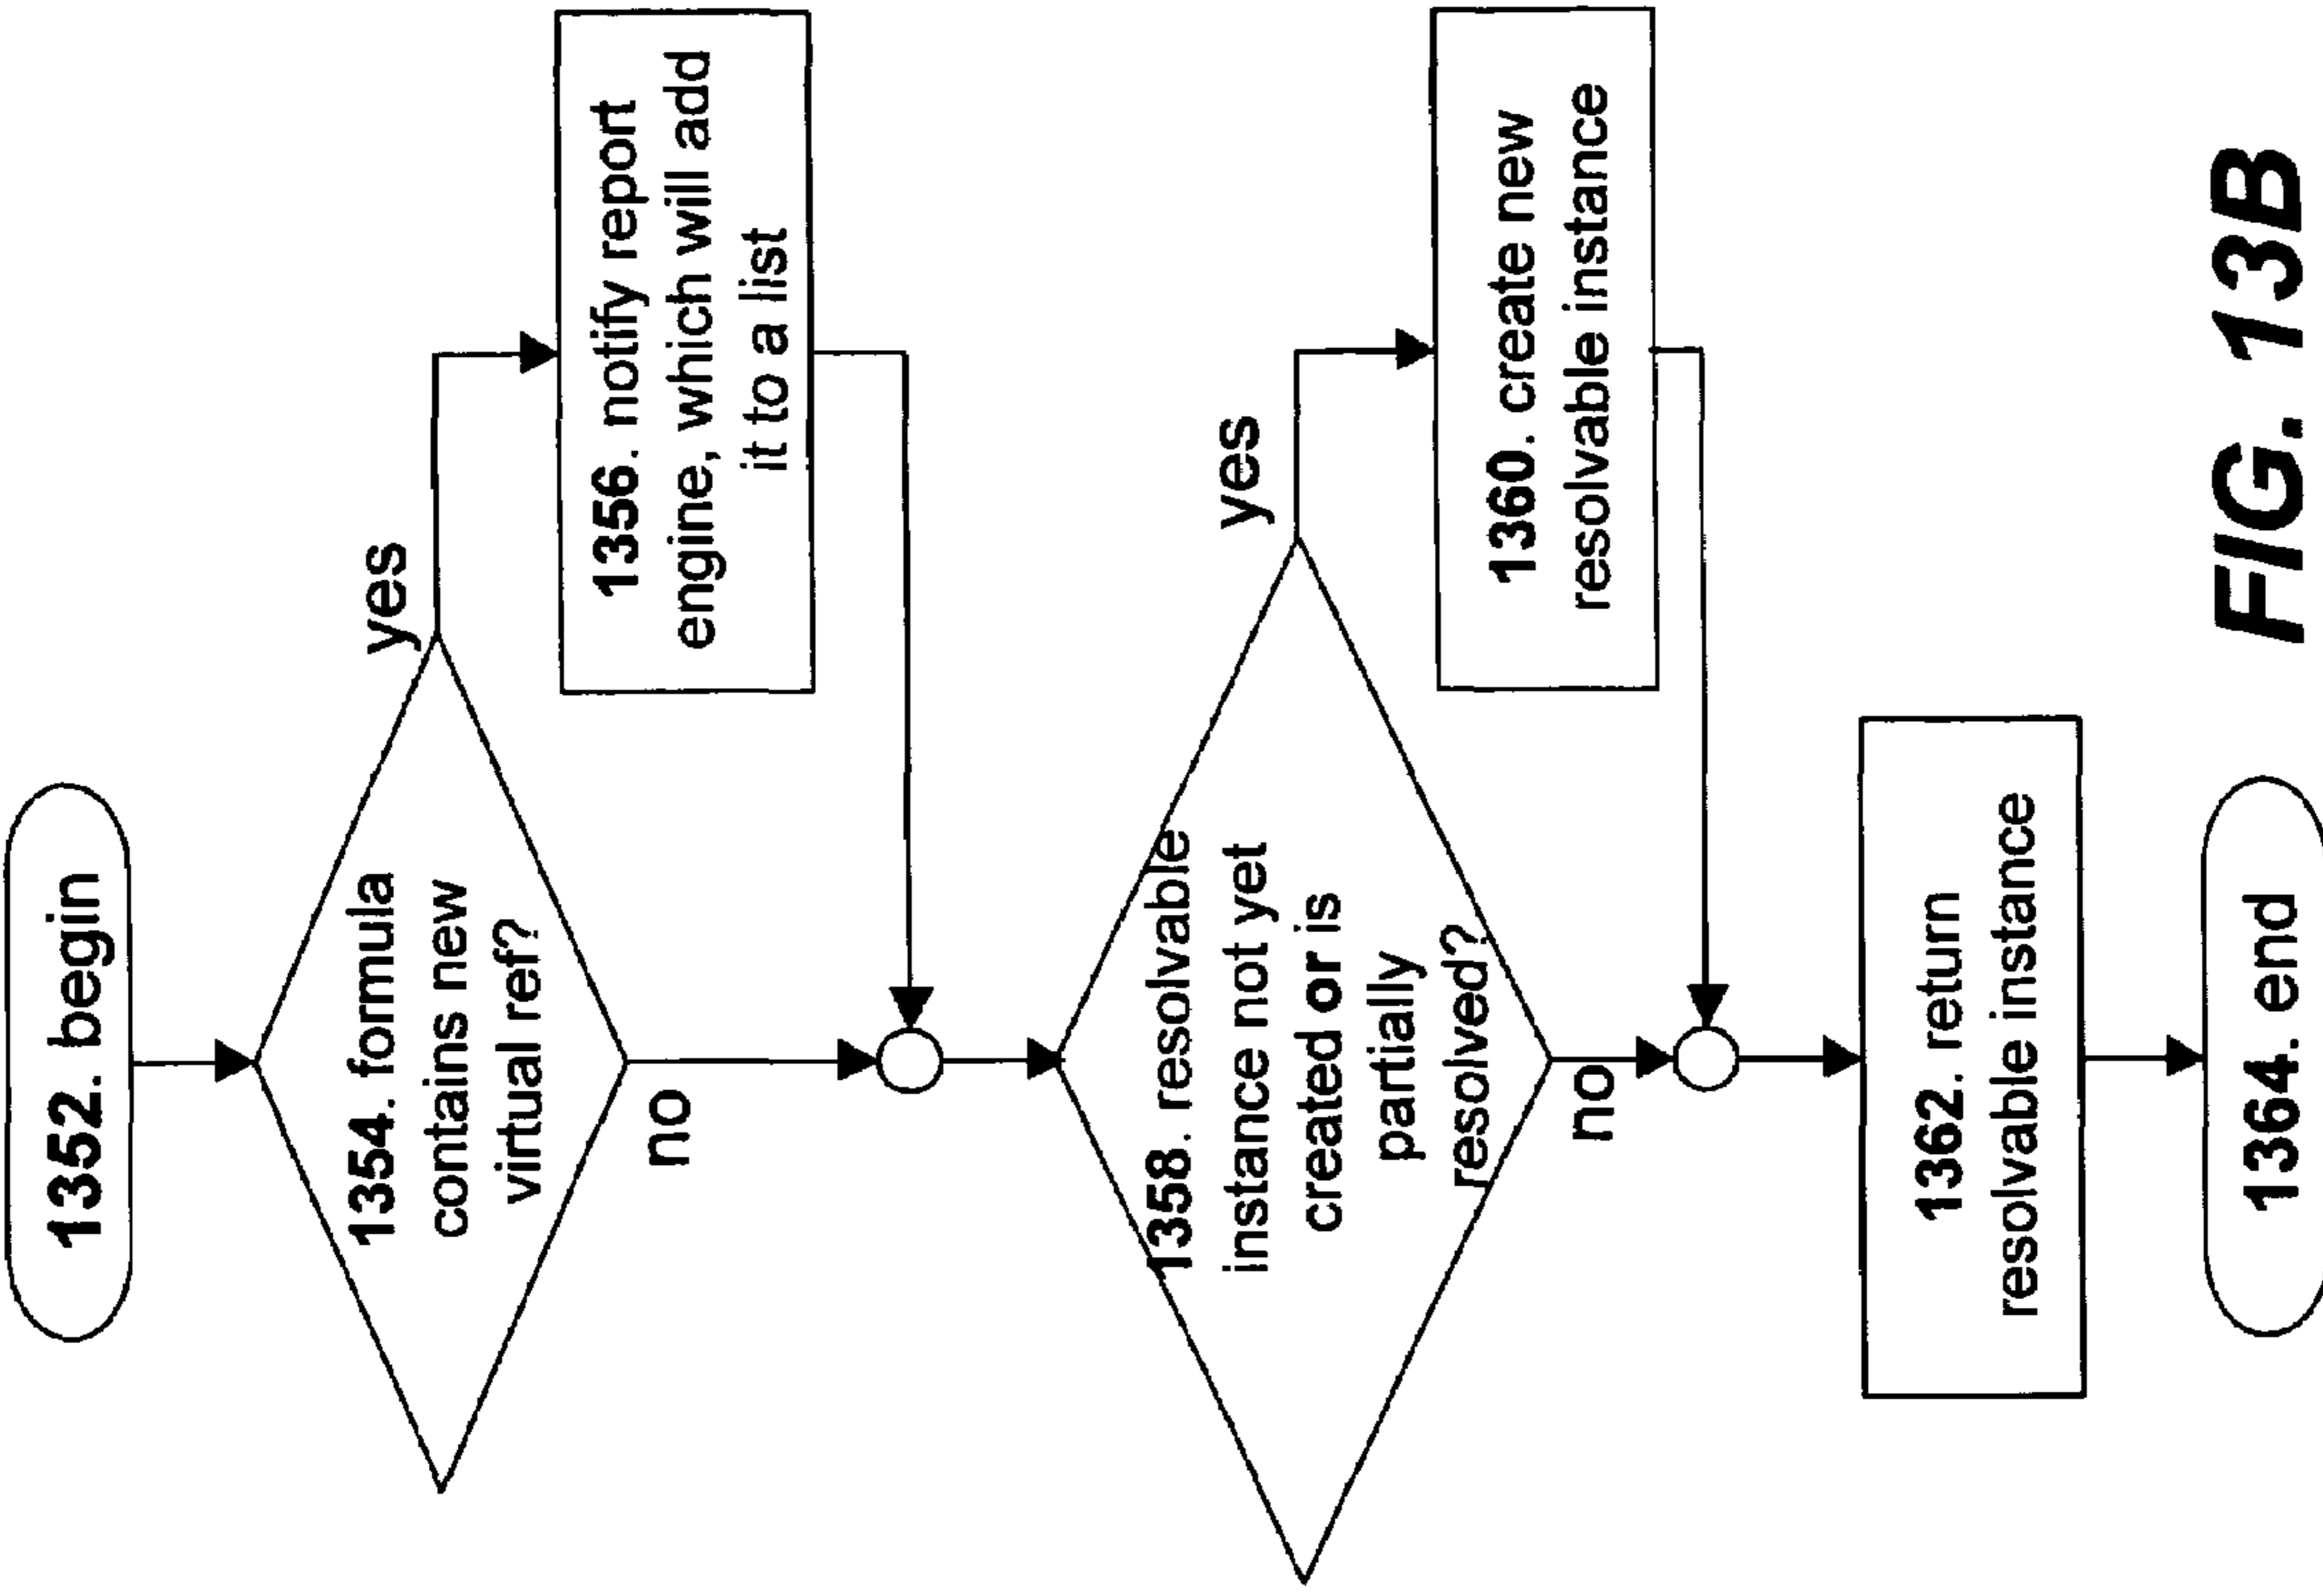 1352. begin
1354. formula
contains new
virtual ref?
yes
1356. notify report
engine, which will add
it to a list
no
1358. resolvable
instance not yet
created or is
partially
resolved?
yes
1360. create new
resolvable instance
no
1362. return
resolvable instance
1364. end
FIG. 13B